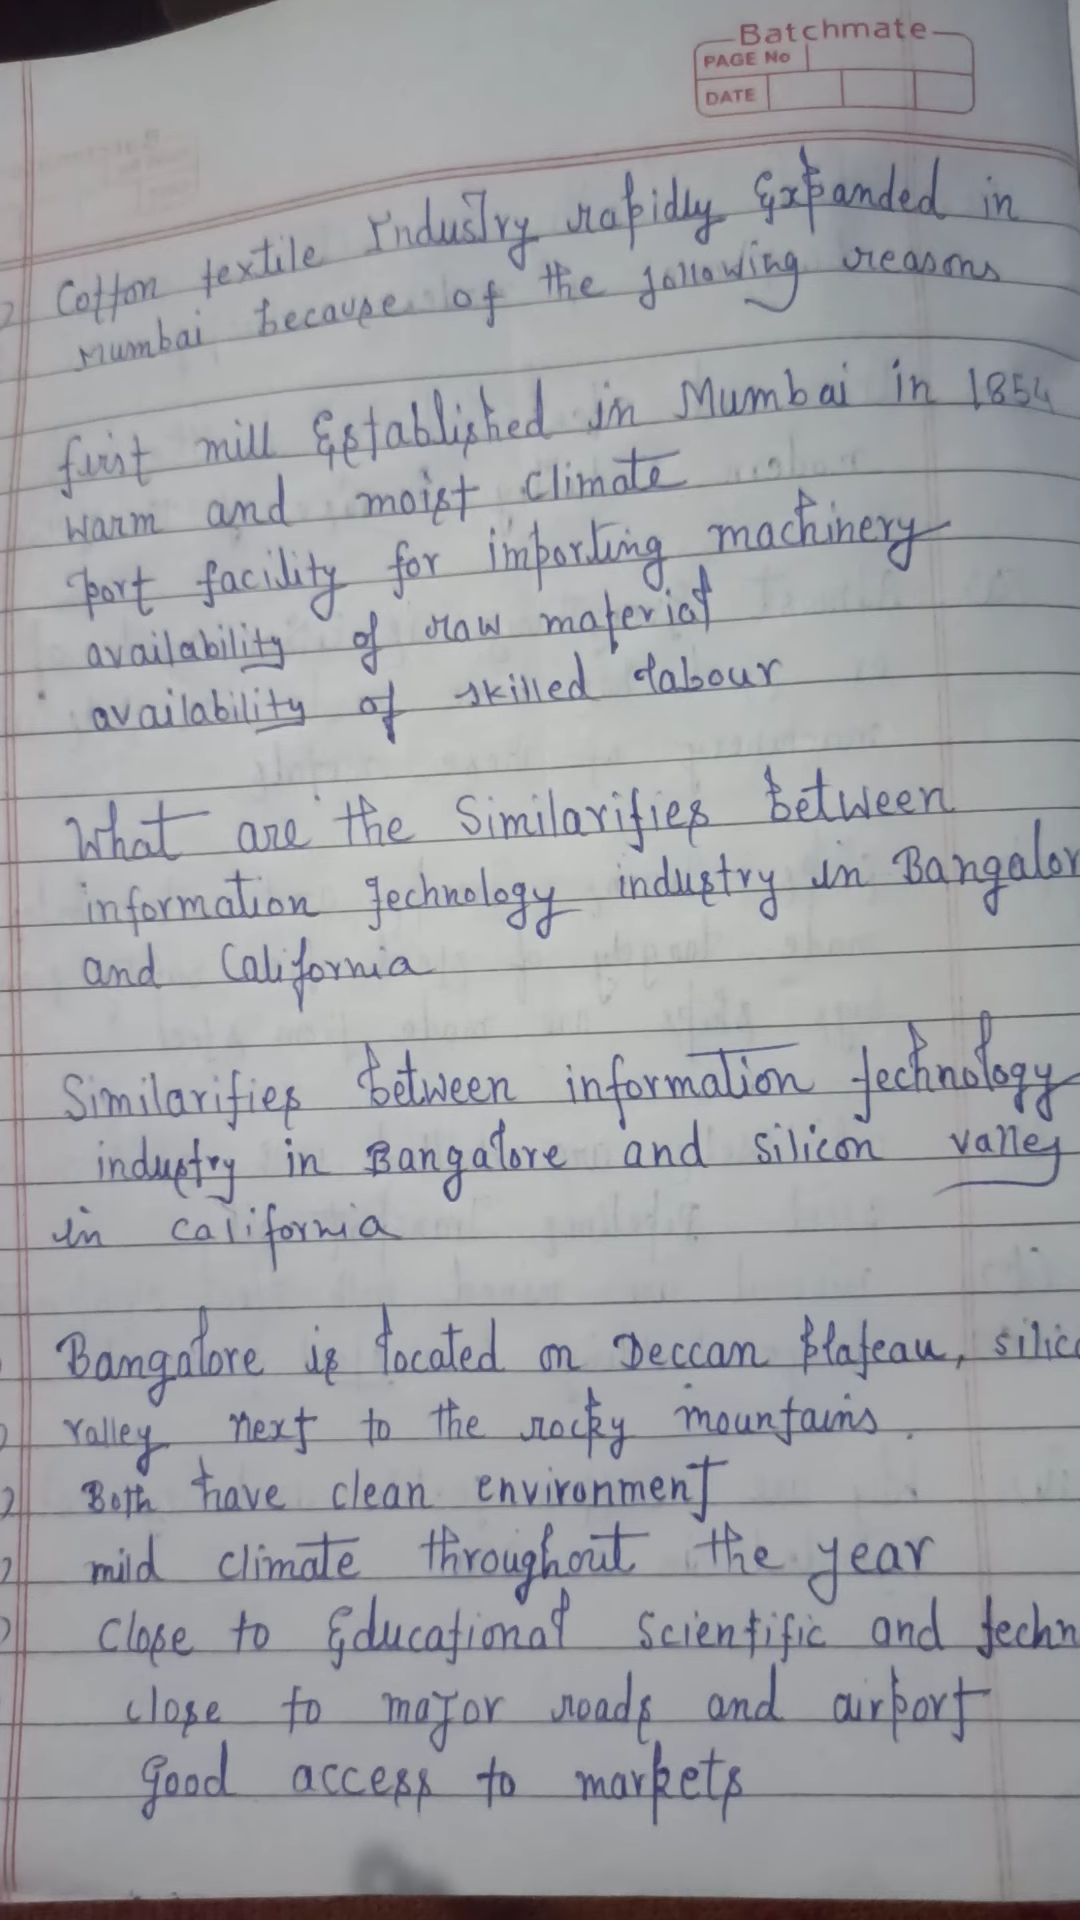 Batchmate
PAGE No
DATE
Cotton textile Industry rapidly Expanded in
Mumbai because of the following reasons
first mill Established in Mumbai in 1854
warm and moist climate
port facility for importing machinery
availability of raw material
availability of skilled labour
What are the Similarities between
information technology industry in Bangalor
and California
Similarities between information technology
industry in Bangalore and silicon valley
in california
Bangalore is located on Deccan plateau, silic
valley next to the rocky mountains.
Both have clean environment
mild climate throughout the year
close to Educational scientific and techn
close to major roads and airport
Good access to markets